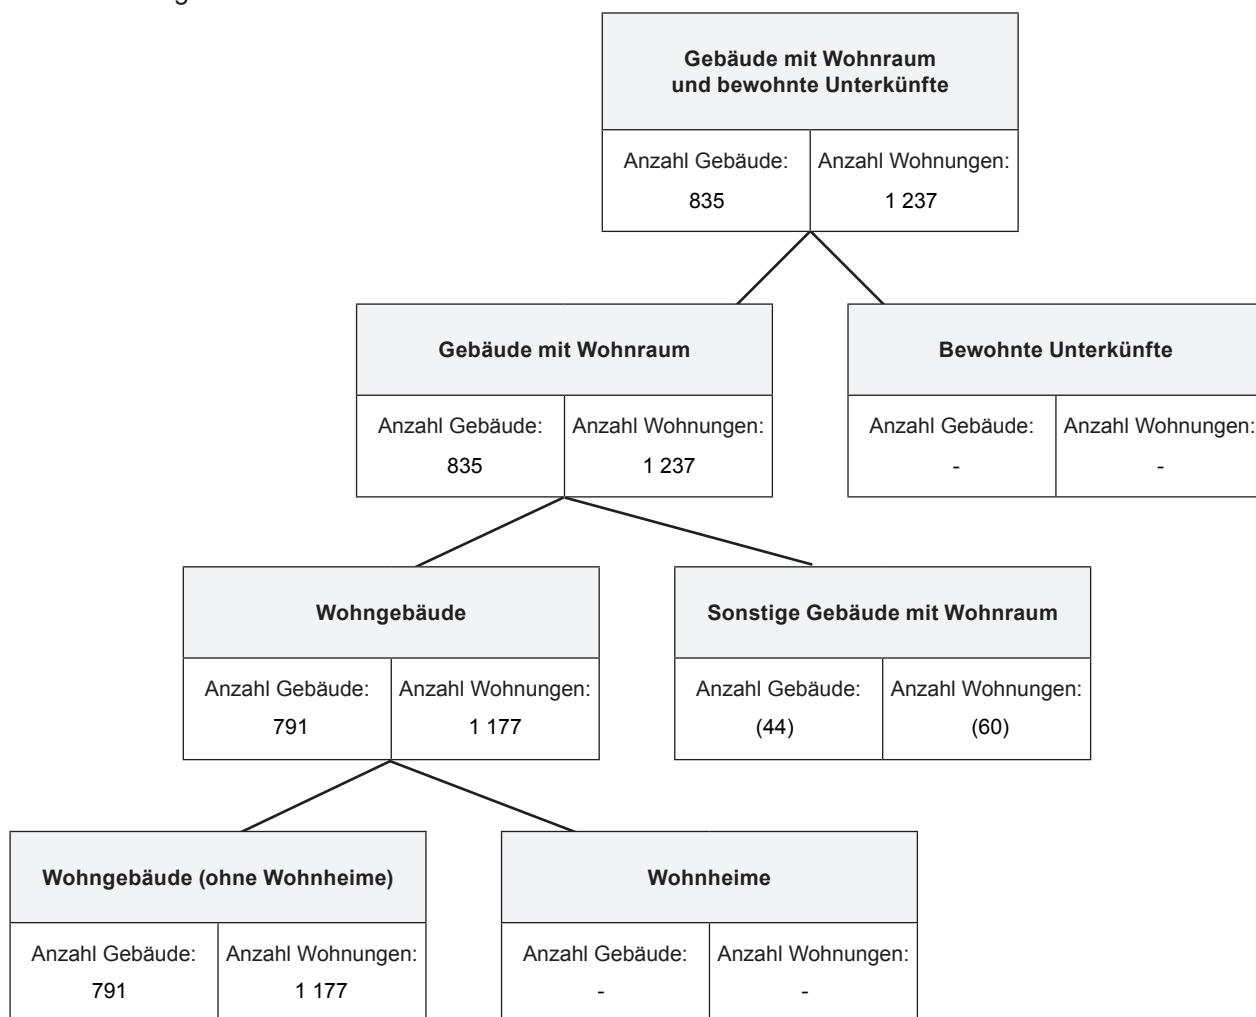 Gebäude mit Wohnraum
und bewohnte Unterkünfte
Anzahl Gebäude: Anzahl Wohnungen:
835 1 237
Gebäude mit Wohnraum
Anzahl Gebäude: Anzahl Wohnungen:
835 1 237
Bewohnte Unterkünfte
Anzahl Gebäude: Anzahl Wohnungen:
- -
Wohngebäude
Anzahl Gebäude: Anzahl Wohnungen:
791 1 177
Sonstige Gebäude mit Wohnraum
Anzahl Gebäude: Anzahl Wohnungen:
(44) (60)
Wohngebäude (ohne Wohnheime)
Anzahl Gebäude: Anzahl Wohnungen:
791 1 177
Wohnheime
Anzahl Gebäude: Anzahl Wohnungen:
- -